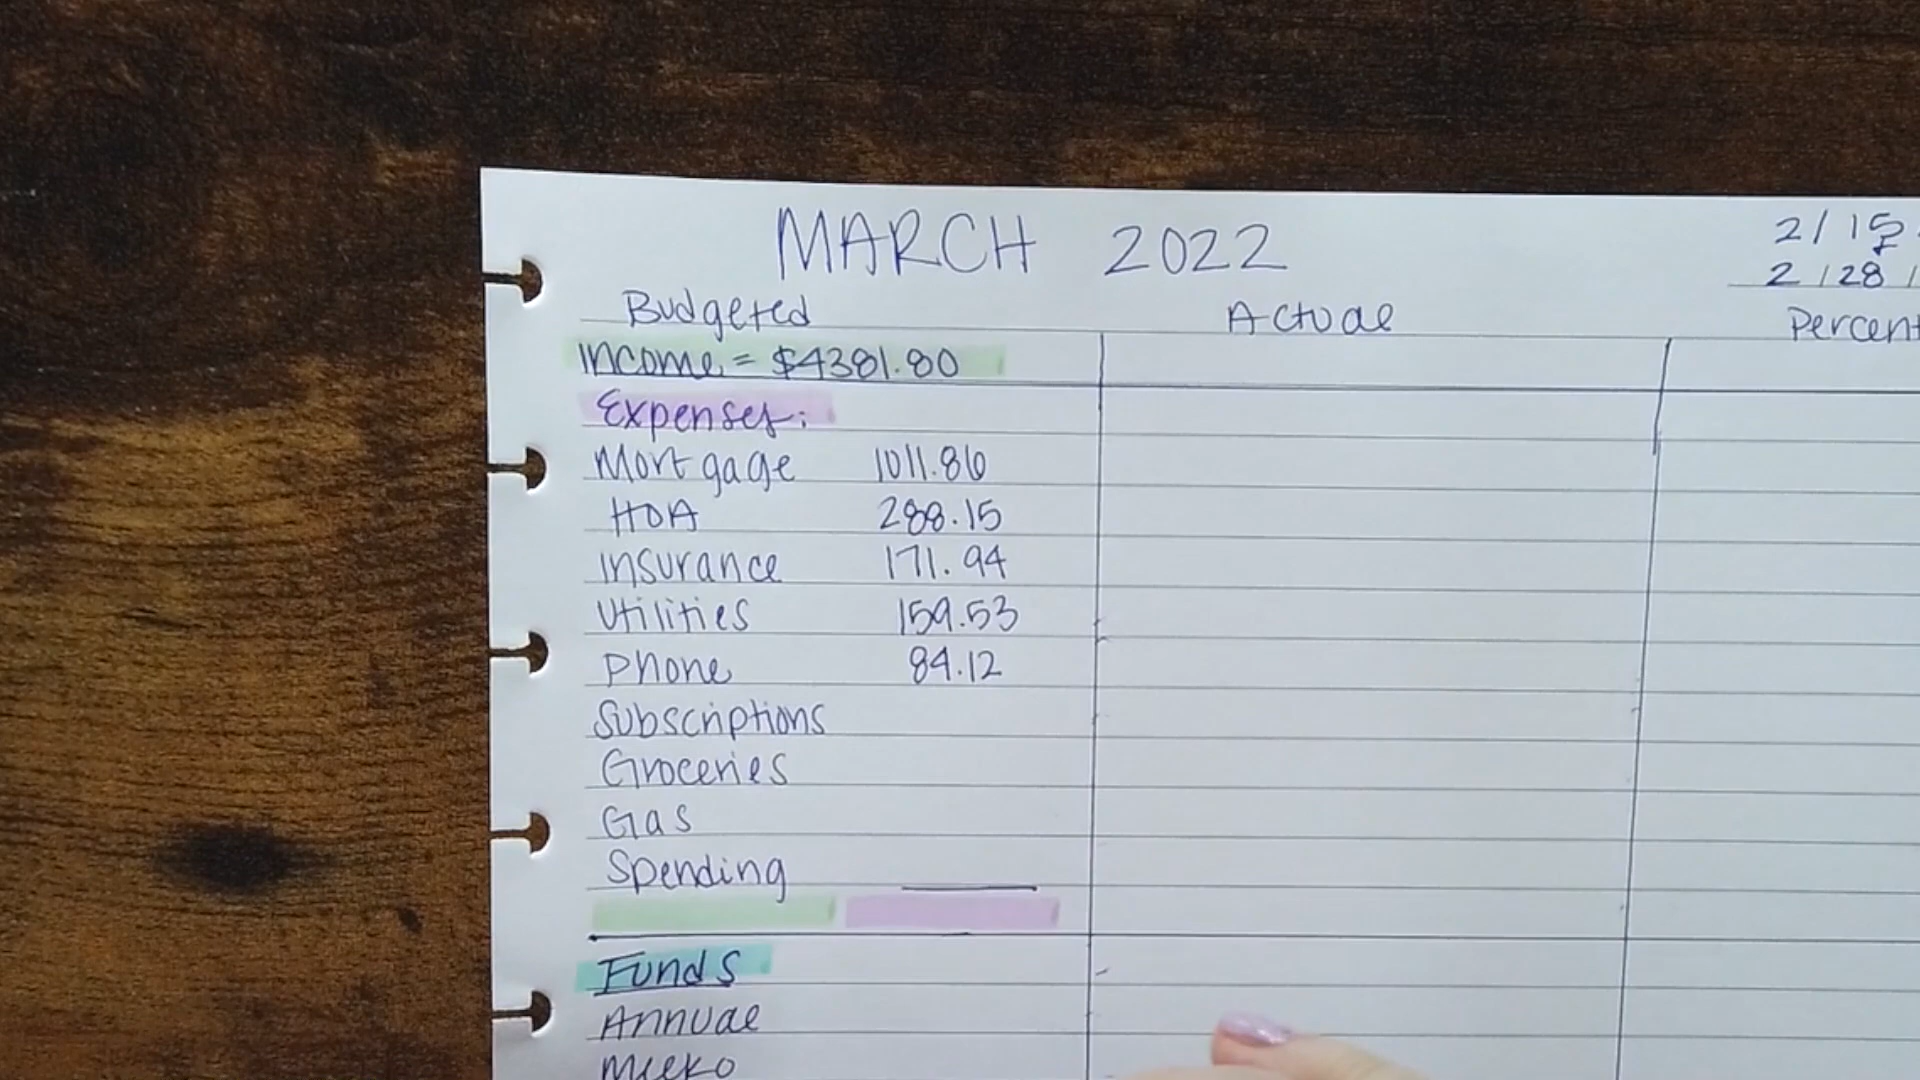 MARCH 2022
2/15
2/28
Budgeted Actual Percent
Income = $4381.80
Expenses:
Mortgage 1011.86
HOA 288.15
Insurance 171.94
Utilities 159.53
Phone 84.12
Subscriptions
Groceries
Gas
Spending
Funds
Annual
Meeko